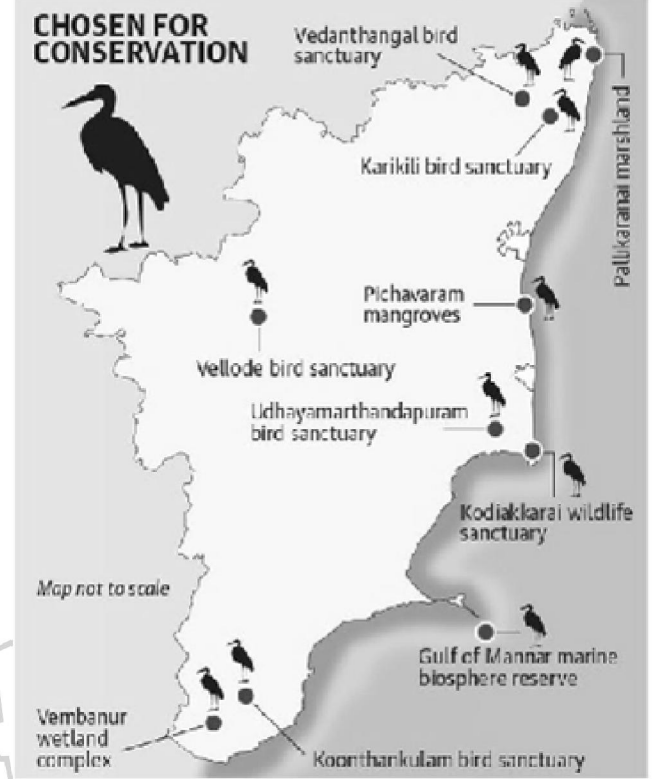 CHOSEN FOR
CONSERVATION
Vedanthangal bird
sanctuary
Karikili bird sanctuary
Pallikaranai marshland
Pichavaram
mangroves
Vellode bird sanctuary
Udhayamarthandapuram
bird sanctuary
Kodiakkarai wildlife
sanctuary
Map not to scale
Gulf of Mannar marine
biosphere reserve
Vembanur
wetland
complex
Koonthankulam bird sanctuary